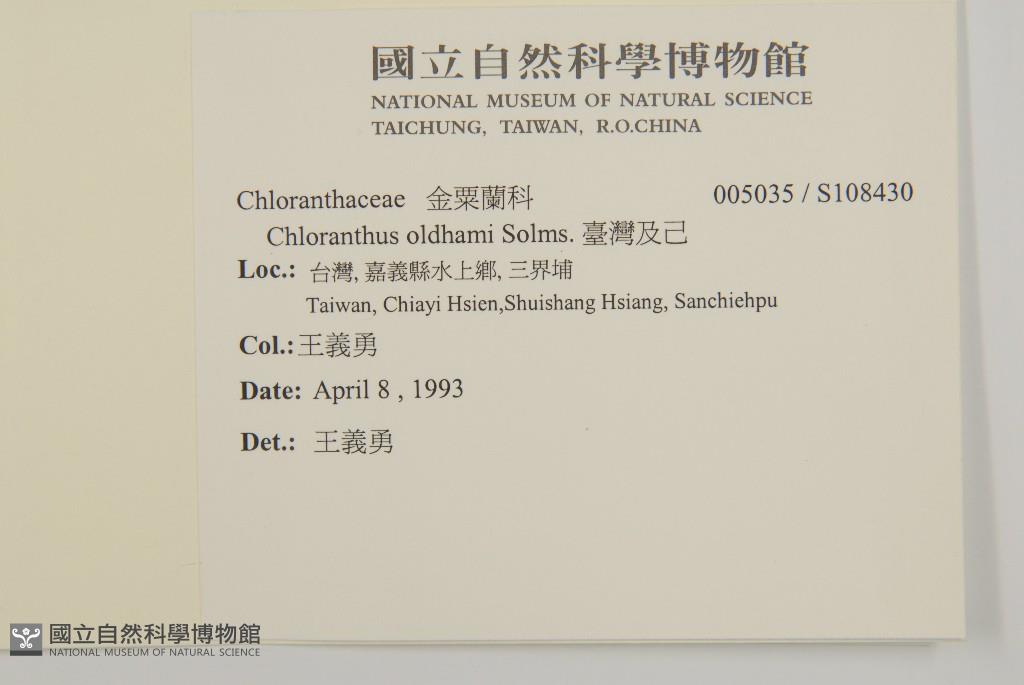 國立自然科學博物館
NATIONAL MUSEUM OF NATURAL SCIENCE
TAICHUNG, TAIWAN, R.O.CHINA
Chloranthaceae 金粟蘭科 005035 / S108430
Chloranthus oldhami Solms. 臺灣及己
Loc.: 台灣, 嘉義縣水上鄉, 三界埔
Taiwan, Chiayi Hsien,Shuishang Hsiang, Sanchiehpu
Col.: 王義勇
Date: April 8 , 1993
Det.: 王義勇
國立自然科學博物館
NATIONAL MUSEUM OF NATURAL SCIENCE